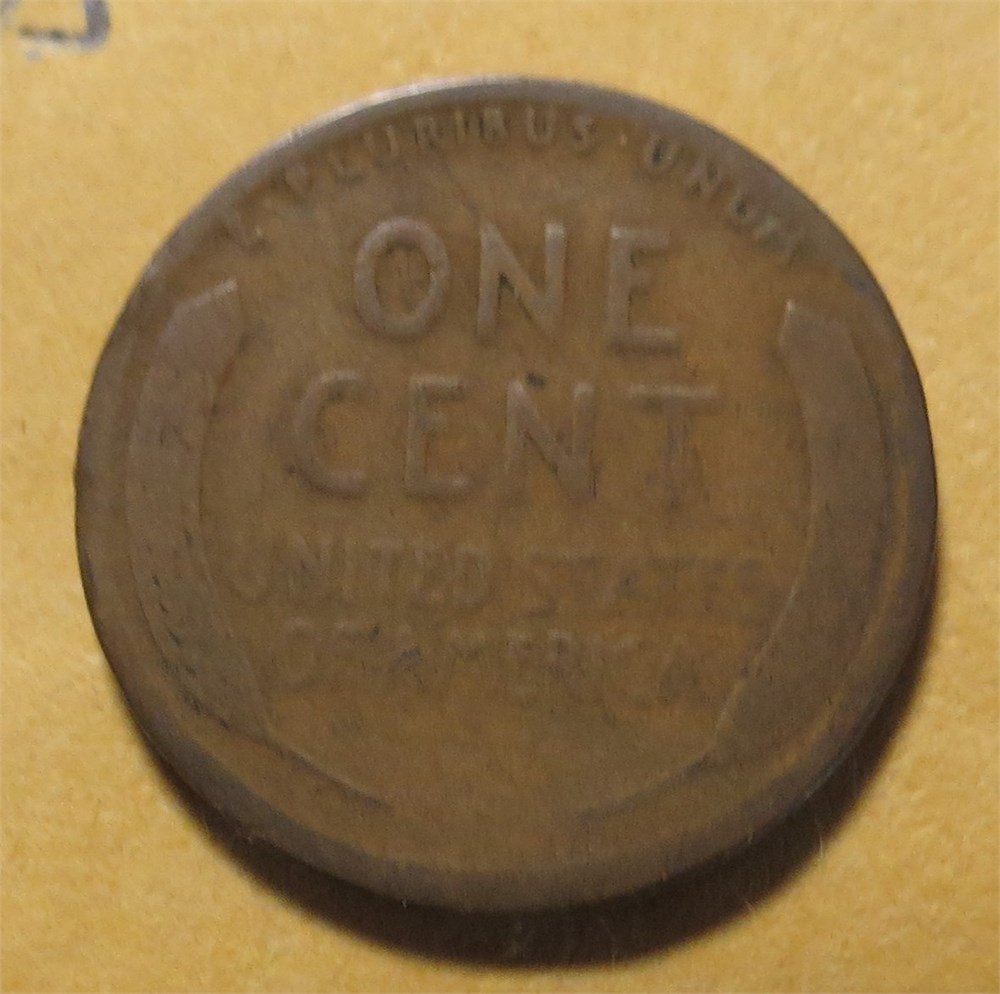 E · PLURIBUS · UNUM
ONE
CENT
UNITED STATES
OF AMERICA